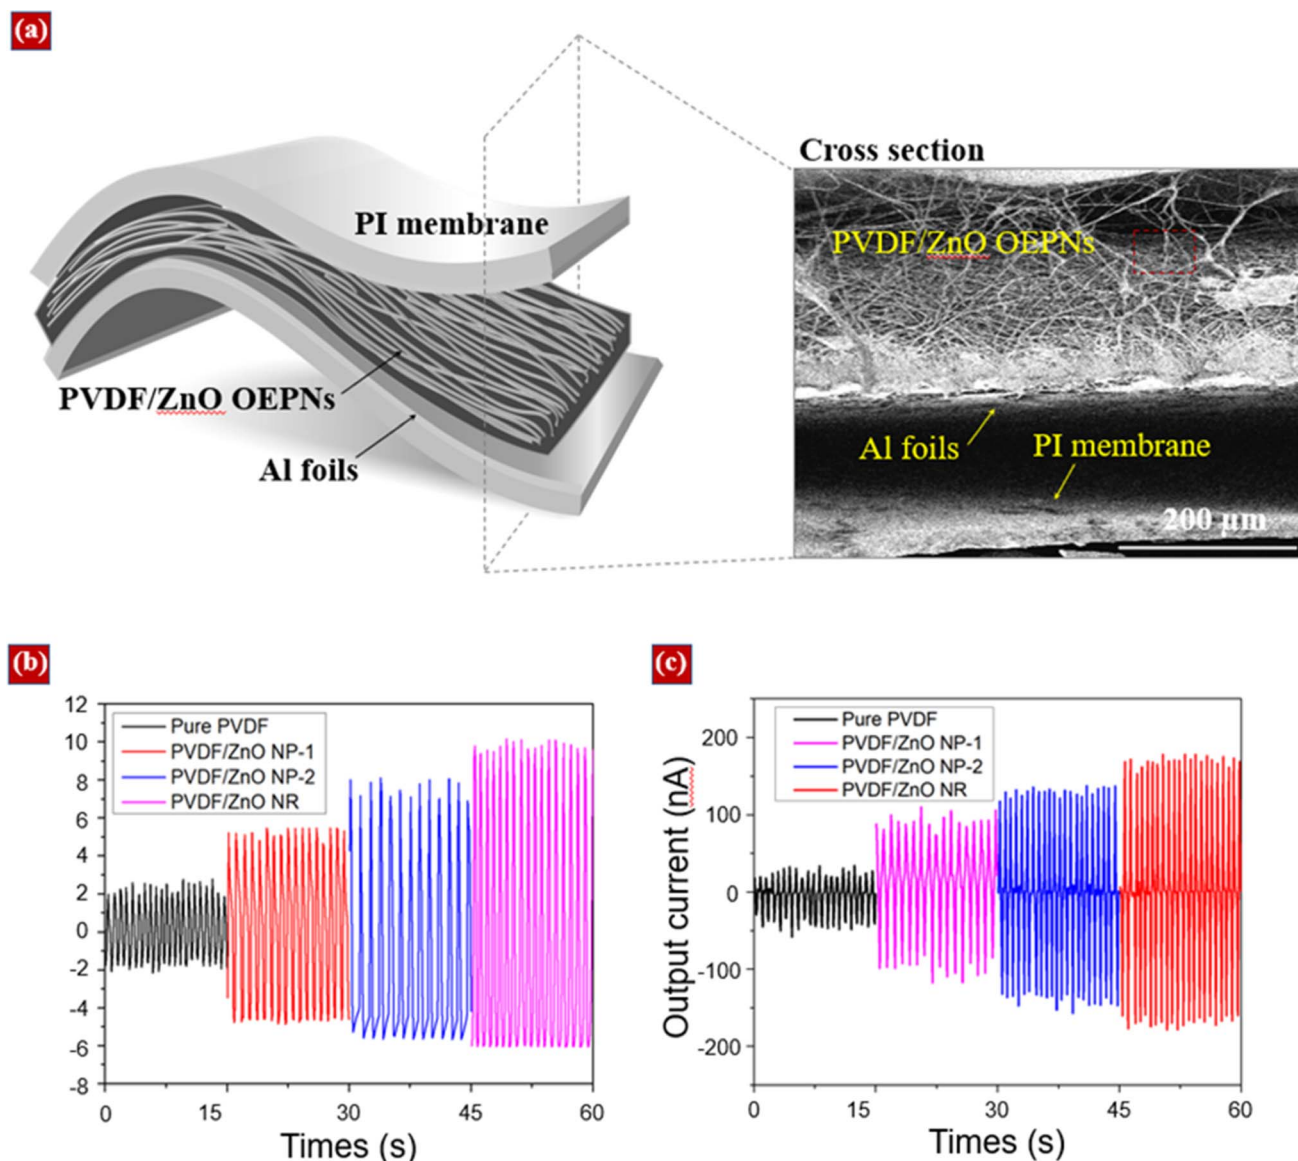 (a)
Cross section
PI membrane
PVDF/ZnO OEPNs
PVDF/ZnO OEPNs
Al foils
Al foils
PI membrane
200 μm
(b)
12
10
8
6
4
2
0
-2
-4
-6
-8
Pure PVDF
PVDF/ZnO NP-1
PVDF/ZnO NP-2
PVDF/ZnO NR
0 15 30 45 60
Times (s)
(c)
Output current (nA)
200
100
0
-100
-200
Pure PVDF
PVDF/ZnO NP-1
PVDF/ZnO NP-2
PVDF/ZnO NR
0 15 30 45 60
Times (s)